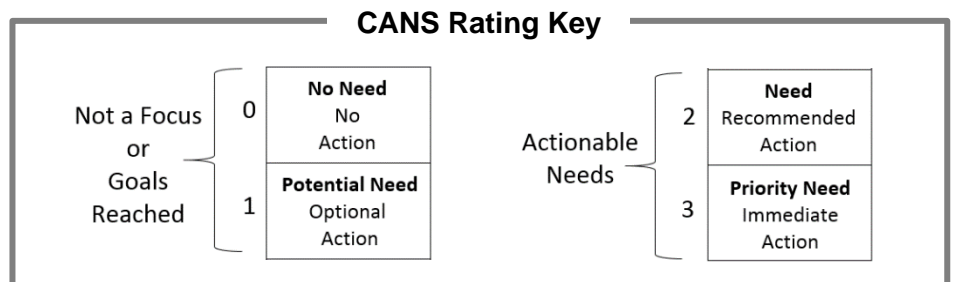 CANS Rating Key
Not a Focus
or
Goals
Reached
0
No Need
No
Action
1
Potential Need
Optional
Action
Actionable
Needs
2
Need
Recommended
Action
3
Priority Need
Immediate
Action